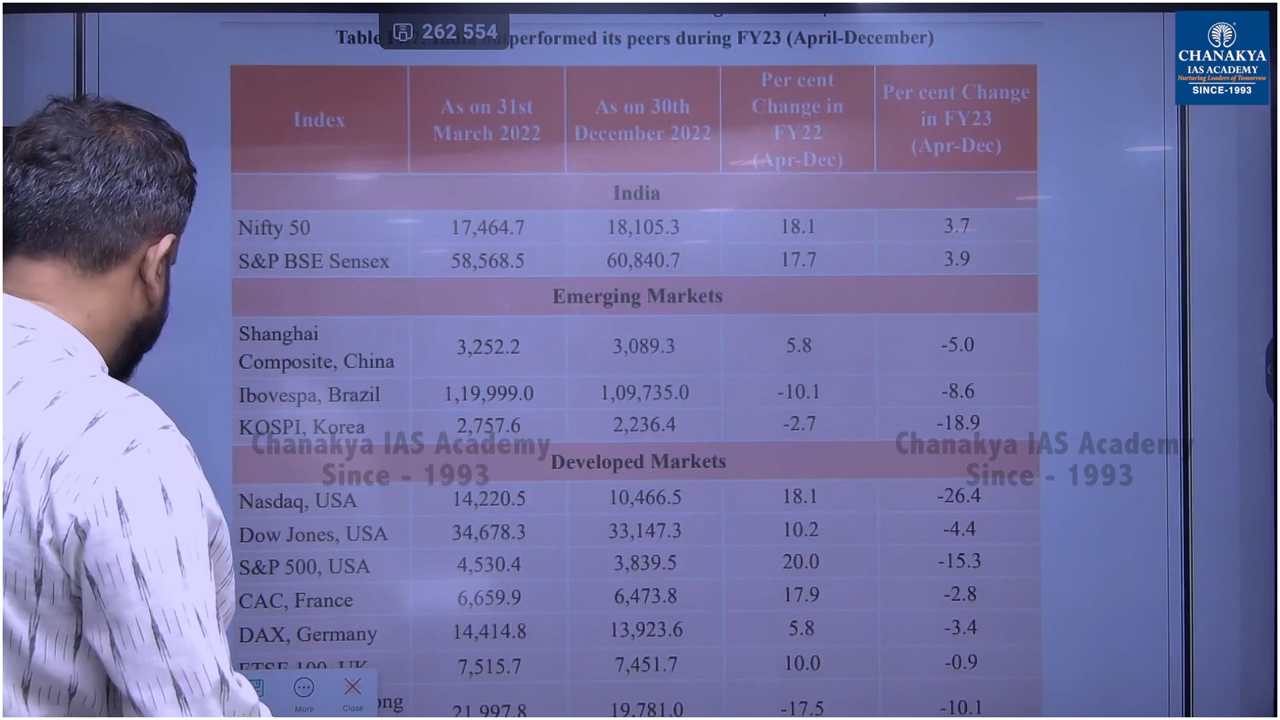 262 554
Table India outperformed its peers during FY23 (April-December)
CHANAKYA
IAS ACADEMY
Nurturing Leaders of Tomorrow
SINCE-1993
Index | As on 31st March 2022 | As on 30th December 2022 | Per cent Change in FY22 (Apr-Dec) | Per cent Change in FY23 (Apr-Dec)
India
Nifty 50 17,464.7 18,105.3 18.1 3.7
S&P BSE Sensex 58,568.5 60,840.7 17.7 3.9
Emerging Markets
Shanghai Composite, China 3,252.2 3,089.3 5.8 -5.0
Ibovespa, Brazil 1,19,999.0 1,09,735.0 -10.1 -8.6
KOSPI, Korea 2,757.6 2,236.4 -2.7 -18.9
Chanakya IAS Academy
Since - 1993
Chanakya IAS Academy
Since - 1993
Developed Markets
Nasdaq, USA 14,220.5 10,466.5 18.1 -26.4
Dow Jones, USA 34,678.3 33,147.3 10.2 -4.4
S&P 500, USA 4,530.4 3,839.5 20.0 -15.3
CAC, France 6,659.9 6,473.8 17.9 -2.8
DAX, Germany 14,414.8 13,923.6 5.8 -3.4
FTSE 100, UK 7,515.7 7,451.7 10.0 -0.9
21,997.8 19,781.0 -17.5 -10.1
More
Close